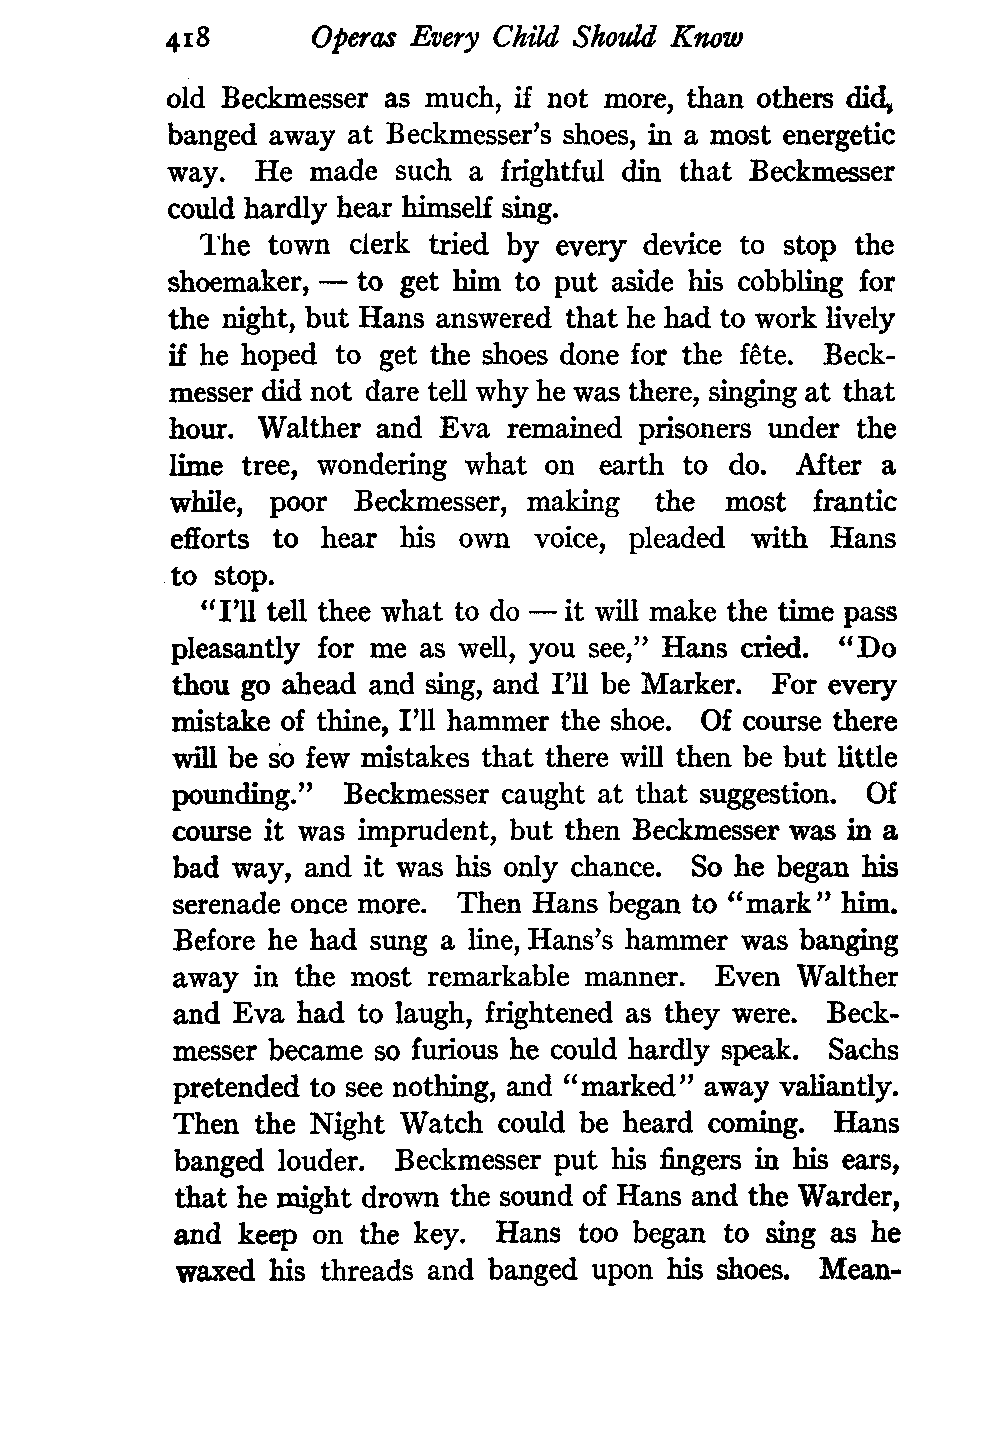 418 Operas Every Child Should Know
old Beckmesser as much, if not more, than others did,
banged away at Beckmesser's shoes, in a most energetic
way. He made such a frightful din that Beckmesser
could hardly hear himself sing.
The town clerk tried by every device to stop the
shoemaker, — to get him to put aside his cobbling for
the night, but Hans answered that he had to work lively
if he hoped to get the shoes done for the fête. Beck-
messer did not dare tell why he was there, singing at that
hour. Walther and Eva remained prisoners under the
lime tree, wondering what on earth to do. After a
while, poor Beckmesser, making the most frantic
efforts to hear his own voice, pleaded with Hans
to stop.
"I'll tell thee what to do — it will make the time pass
pleasantly for me as well, you see," Hans cried. "Do
thou go ahead and sing, and I'll be Marker. For every
mistake of thine, I'll hammer the shoe. Of course there
will be so few mistakes that there will then be but little
pounding." Beckmesser caught at that suggestion. Of
course it was imprudent, but then Beckmesser was in a
bad way, and it was his only chance. So he began his
serenade once more. Then Hans began to "mark" him.
Before he had sung a line, Hans's hammer was banging
away in the most remarkable manner. Even Walther
and Eva had to laugh, frightened as they were. Beck-
messer became so furious he could hardly speak. Sachs
pretended to see nothing, and "marked" away valiantly.
Then the Night Watch could be heard coming. Hans
banged louder. Beckmesser put his fingers in his ears,
that he might drown the sound of Hans and the Warder,
and keep on the key. Hans too began to sing as he
waxed his threads and banged upon his shoes. Mean-